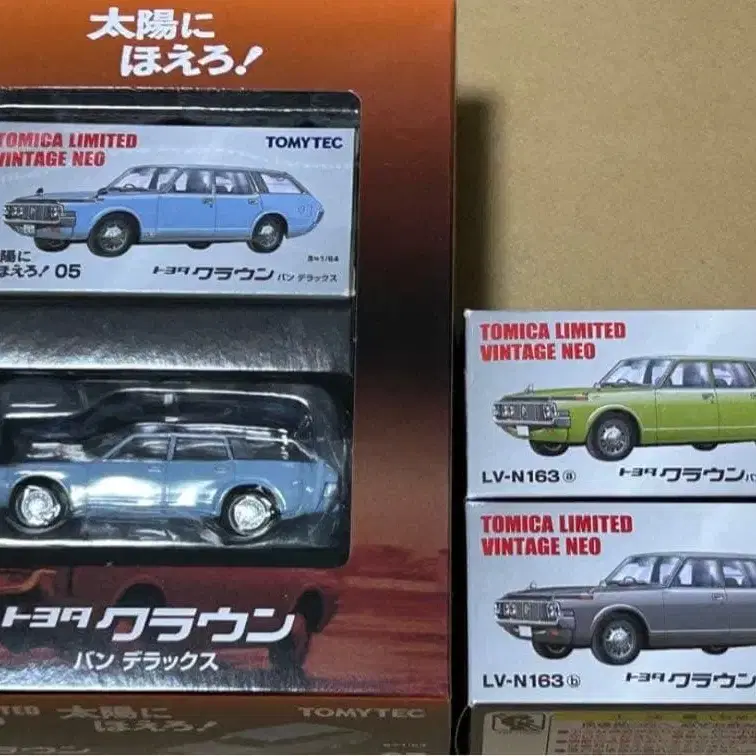 太陽に
ほえろ!
TOMICA LIMITED
VINTAGE NEO
TOMYTEC
陽に
ほえろ! 05
S=1/64
トヨタ クラウン バン デラックス
トヨタ クラウン
バン デラックス
太陽に
ほえろ!
TOMYTEC
TOMICA LIMITED
VINTAGE NEO
LV-N163 ⓐ
トヨタ クラウン バ
TOMICA LIMITED
VINTAGE NEO
LV-N163 ⓑ
トヨタ クラウン